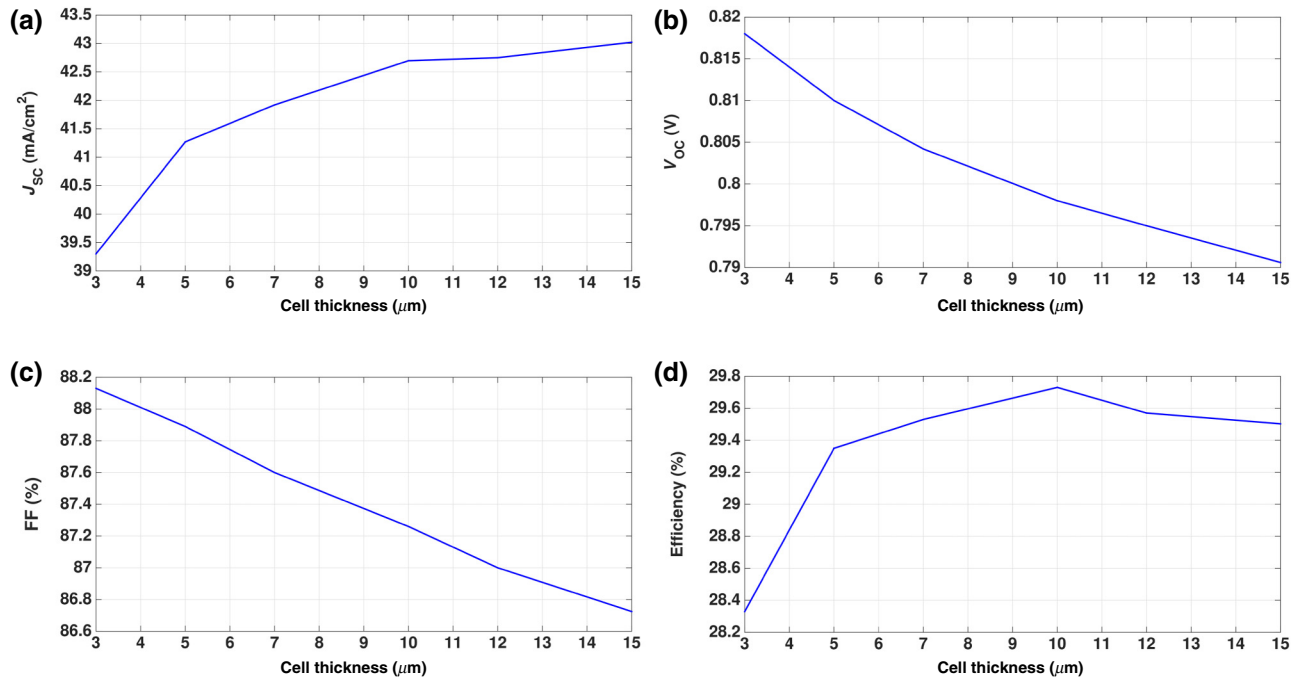 (a)
43.5
43
42.5
42
41.5
41
40.5
40
39.5
39
J_SC (mA/cm²)
3 4 5 6 7 8 9 10 11 12 13 14 15
Cell thickness (μm)
(b)
0.82
0.815
0.81
0.805
0.8
0.795
0.79
V_OC (V)
3 4 5 6 7 8 9 10 11 12 13 14 15
Cell thickness (μm)
(c)
88.2
88
87.8
87.6
87.4
87.2
87
86.8
86.6
FF (%)
3 4 5 6 7 8 9 10 11 12 13 14 15
Cell thickness (μm)
(d)
29.8
29.6
29.4
29.2
29
28.8
28.6
28.4
28.2
Efficiency (%)
3 4 5 6 7 8 9 10 11 12 13 14 15
Cell thickness (μm)